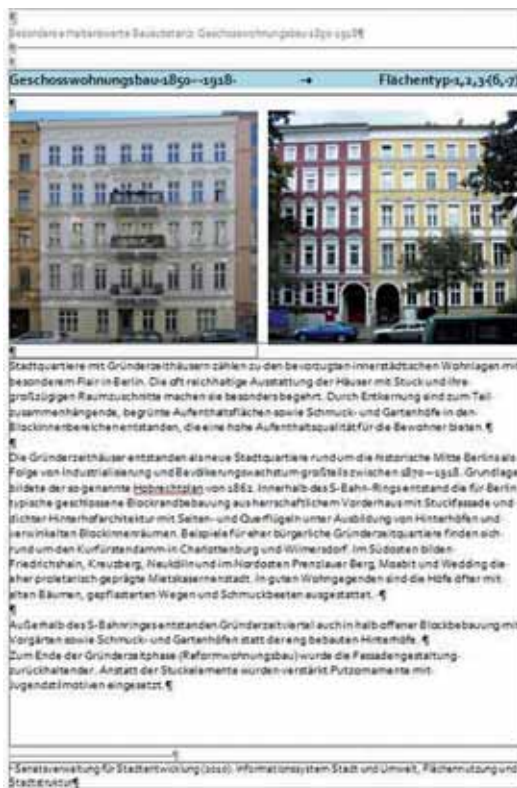 Besonders erhaltenswerte Bausubstanz: Geschosswohnungsbau 1850-1918¶
Geschosswohnungsbau·1850·–·1918· → Flächentyp·1,2,3·(6,·7)
Stadtquartiere mit Gründerzeithäusern zählen zu den bevorzugten innerstädtischen Wohnlagen mit
besonderem Flair in Berlin. Die oft reichhaltige Ausstattung der Häuser mit Stuck und ihre
großzügigen Raumzuschnitte machen sie besonders begehrt. Durch Entkernung sind zum Teil
zusammenhängende, begrünte Aufenthaltsflächen sowie Schmuck- und Gartenhöfe in den
Blockinnenbereichen entstanden, die eine hohe Aufenthaltsqualität für die Bewohner bieten. ¶
¶
Die Gründerzeithäuser entstanden als neue Stadtquartiere rund um die historische Mitte Berlins als
Folge von Industrialisierung und Bevölkerungswachstum großteils zwischen 1870 – 1918. Grundlage
bildete der so genannte Hobrechtplan von 1862. Innerhalb des S-Bahn-Rings entstand die für Berlin
typische geschlossene Blockrandbebauung aus herrschaftlichem Vorderhaus mit Stuckfassade und
dichter Hinterhofarchitektur mit Seiten- und Querflügeln unter Ausbildung von Hinterhöfen und
verwinkelten Blockinnenräumen. Beispiele für eher bürgerliche Gründerzeitquartiere finden sich
rund um den Kurfürstendamm in Charlottenburg und Wilmersdorf. Im Südosten bilden
Friedrichshain, Kreuzberg, Neukölln und im Nordosten Prenzlauer Berg, Moabit und Wedding die
eher proletarisch geprägte Mietskasernenstadt. In guten Wohngegenden sind die Höfe öfter mit
alten Bäumen, gepflasterten Wegen und Schmuckbeeten ausgestattet. ¶
¶
Außerhalb des S-Bahnringes entstanden Gründerzeitviertel auch in halboffener Blockbebauung mit
Vorgärten sowie Schmuck- und Gartenhöfen statt der eng bebauten Hinterhöfe. ¶
Zum Ende der Gründerzeitphase (Reformwohnungsbau) wurde die Fassadengestaltung
zurückhaltender. Anstatt der Stuckelemente wurden verstärkt Putzornamente mit
Jugendstilmotiven eingesetzt. ¶
Senatsverwaltung für Stadtentwicklung (2010): Informationssystem Stadt und Umwelt, Flächennutzung und
Stadtstruktur¶